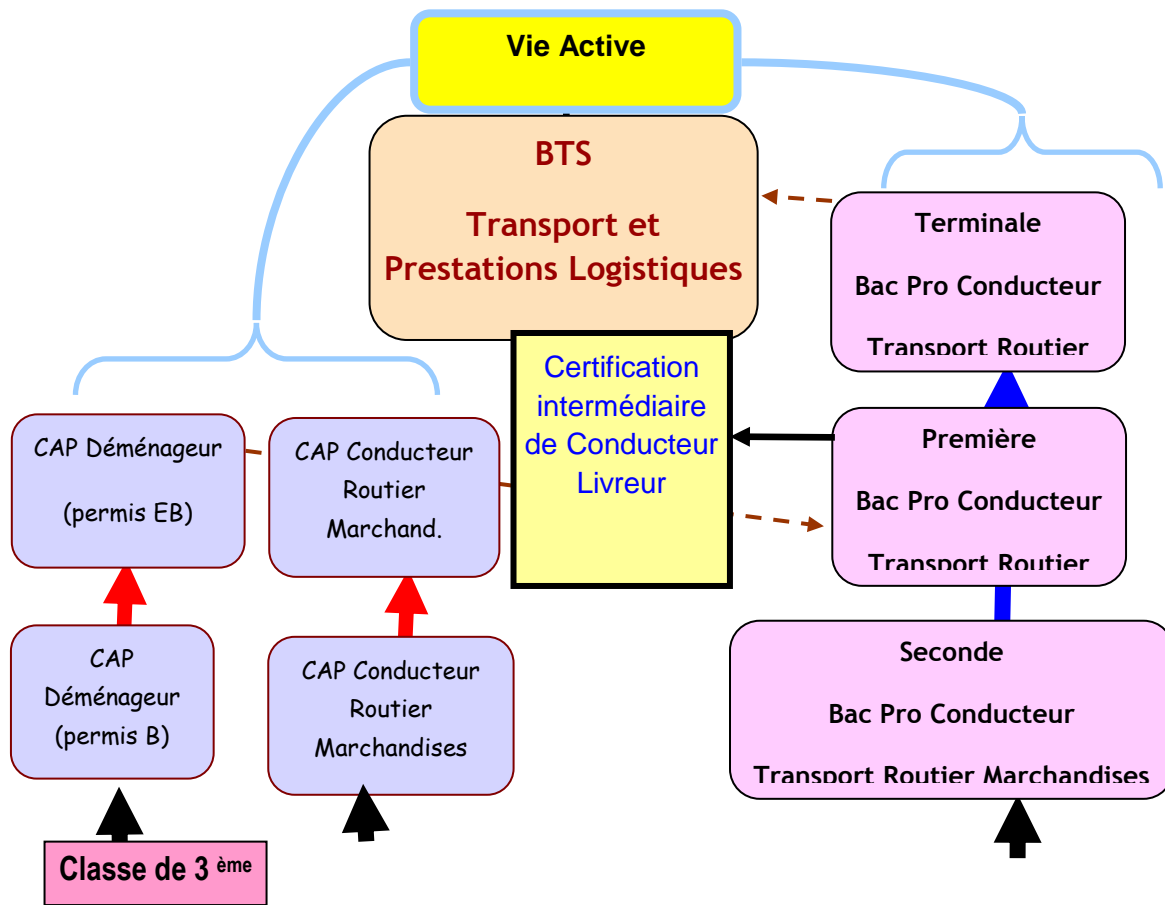 Vie Active
BTS
Transport et
Prestations Logistiques
Terminale
Bac Pro Conducteur
Transport Routier
Certification
intermédiaire
de Conducteur
Livreur
CAP Déménageur
(permis EB)
CAP Conducteur
Routier
Marchand.
Première
Bac Pro Conducteur
Transport Routier
CAP
Déménageur
(permis B)
CAP Conducteur
Routier
Marchandises
Seconde
Bac Pro Conducteur
Transport Routier Marchandises
Classe de 3 ème